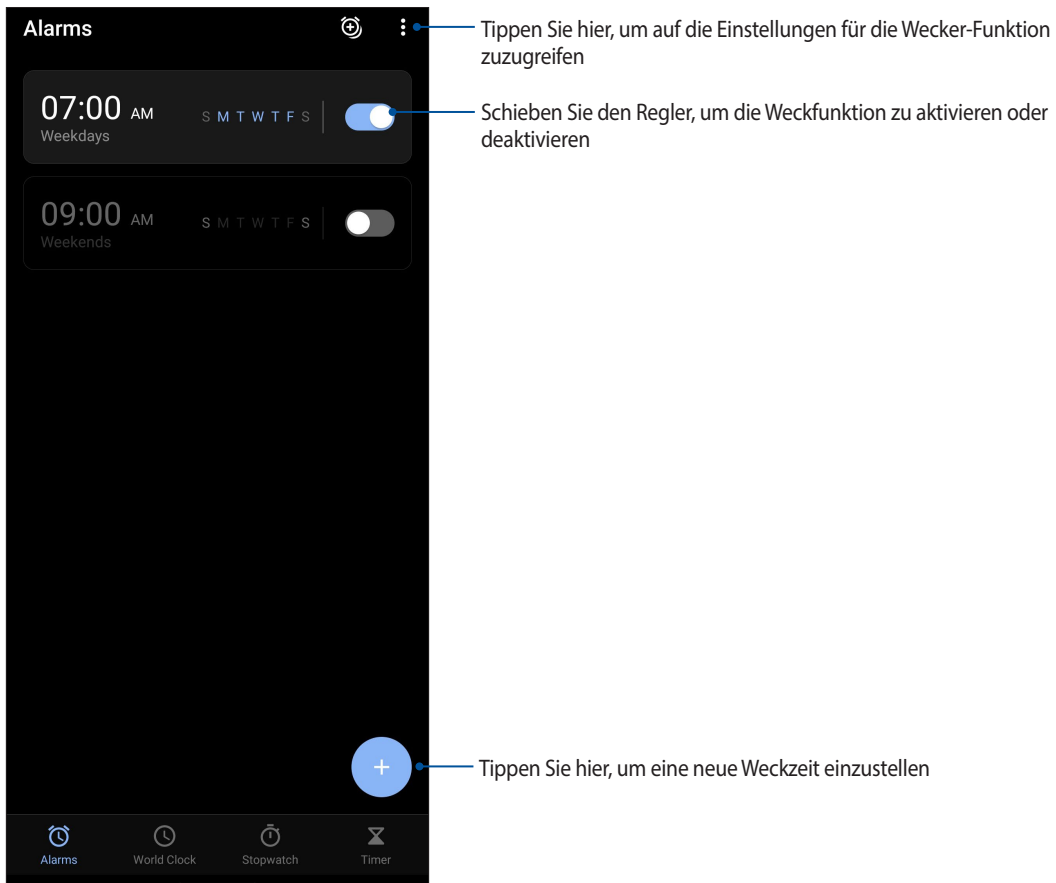 Alarms
Tippen Sie hier, um auf die Einstellungen für die Wecker-Funktion
zuzugreifen
07:00 AM
Weekdays
S M T W T F S
Schieben Sie den Regler, um die Weckfunktion zu aktivieren oder
deaktivieren
09:00 AM
Weekends
S M T W T F S
Tippen Sie hier, um eine neue Weckzeit einzustellen
Alarms
World Clock
Stopwatch
Timer